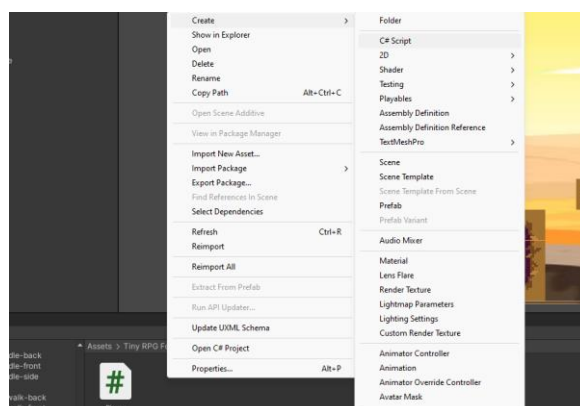 Create
Show in Explorer
Open
Delete
Rename
Copy Path Alt+Ctrl+C
Open Scene Additive
View in Package Manager
Import New Asset...
Import Package
Export Package...
Find References In Scene
Select Dependencies
Refresh Ctrl+R
Reimport
Reimport All
Extract From Prefab
Run API Updater...
Update UXML Schema
Open C# Project
Properties... Alt+P
Folder
C# Script
2D
Shader
Testing
Playables
Assembly Definition
Assembly Definition Reference
TextMeshPro
Scene
Scene Template
Scene Template From Scene
Prefab
Prefab Variant
Audio Mixer
Material
Lens Flare
Render Texture
Lightmap Parameters
Lighting Settings
Custom Render Texture
Animator Controller
Animation
Animator Override Controller
Avatar Mask
Assets > Tiny RPG Fo
dle-back
dle-front
dle-side
walk-back
#